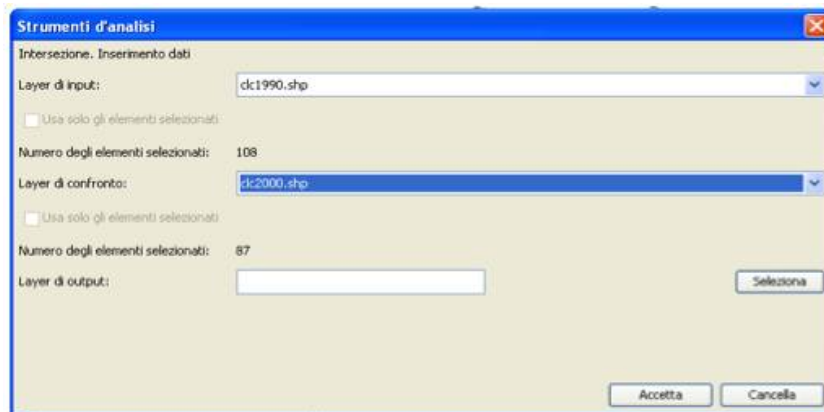 Strumenti d'analisi
Intersezione. Inserimento dati
Layer di input: clc1990.shp
Usa solo gli elementi selezionati
Numero degli elementi selezionati: 108
Layer di confronto: clc2000.shp
Usa solo gli elementi selezionati
Numero degli elementi selezionati: 87
Layer di output: Seleziona
Accetta Cancella